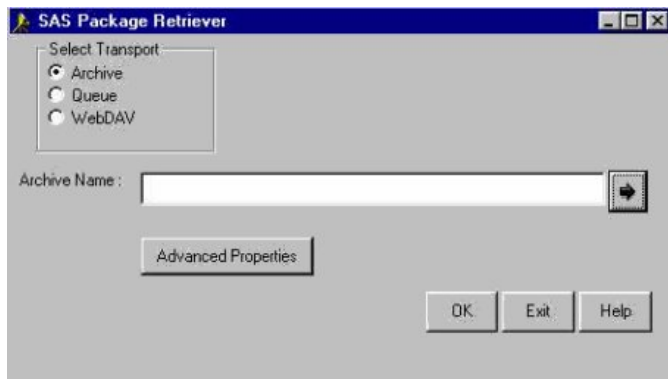 SAS Package Retriever
Select Transport
Archive
Queue
WebDAV
Archive Name :
Advanced Properties
OK Exit Help